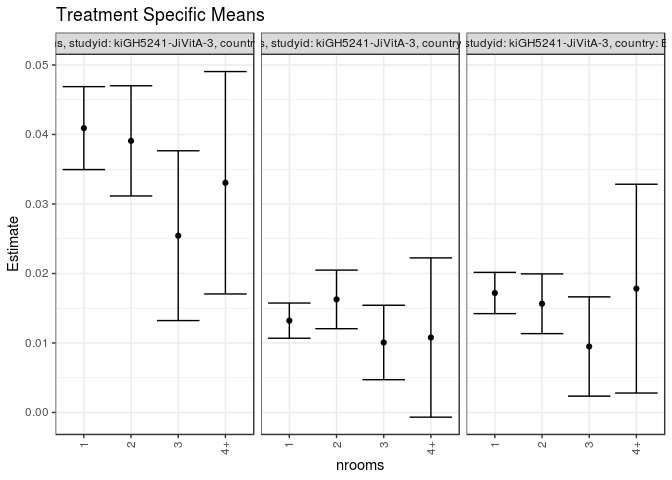 Treatment Specific Means
s, studyid: kiGH5241-JiVitA-3, countr
s, studyid: kiGH5241-JiVitA-3, country
studyid: kiGH5241-JiVitA-3, country: B
0.05
0.04
0.03
0.02
0.01
0.00
Estimate
1 2 3 4+
1 2 3 4+
1 2 3 4+
nrooms